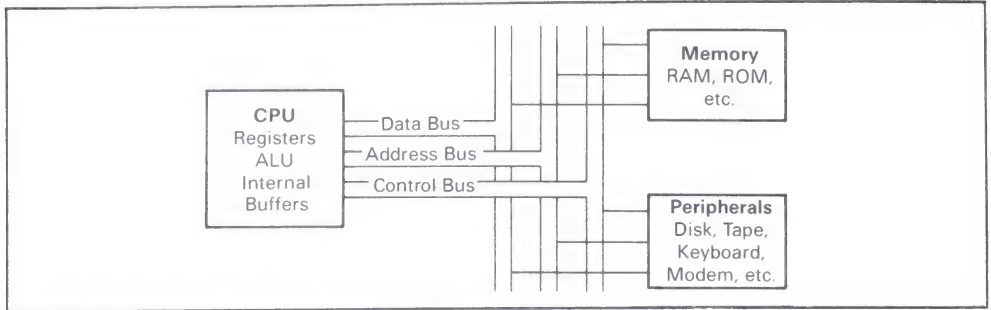 CPU
Registers
ALU
Internal
Buffers
Data Bus
Address Bus
Control Bus
Memory
RAM, ROM,
etc.
Peripherals
Disk, Tape,
Keyboard,
Modem, etc.